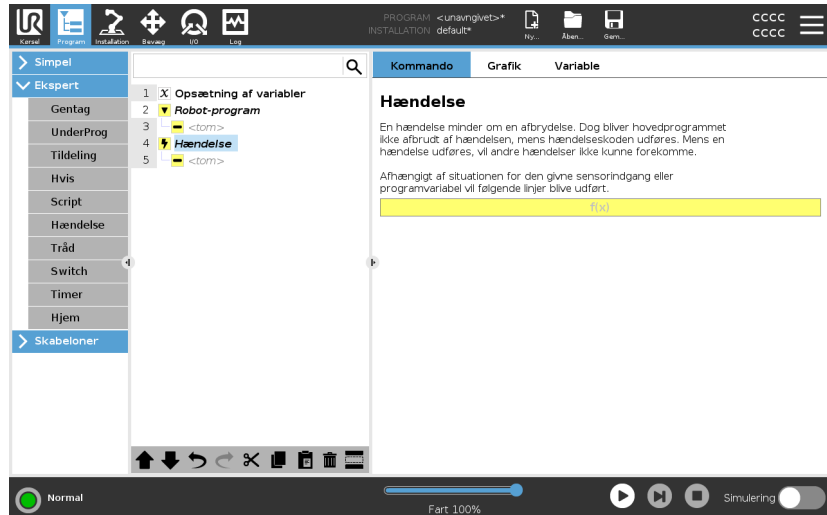 UR
Kørsel
Program
Installation
Bevæg
I/O
Log
PROGRAM <unavngivet>*
INSTALLATION default*
Ny...
Åben...
Gem...
CCCC
CCCC
Simpel
Ekspert
Gentag
UnderProg
Tildeling
Hvis
Script
Hændelse
Tråd
Switch
Timer
Hjem
Skabeloner
1 X Opsætning af variabler
2 Robot-program
3 <tom>
4 Hændelse
5 <tom>
Kommando Grafik Variable
Hændelse
En hændelse minder om en afbrydelse. Dog bliver hovedprogrammet
ikke afbrudt af hændelsen, mens hændelseskoden udføres. Mens en
hændelse udføres, vil andre hændelser ikke kunne forekomme.
Afhængigt af situationen for den givne sensorindgang eller
programvariabel vil følgende linjer blive udført.
f(x)
Normal
Fart 100%
Simulering